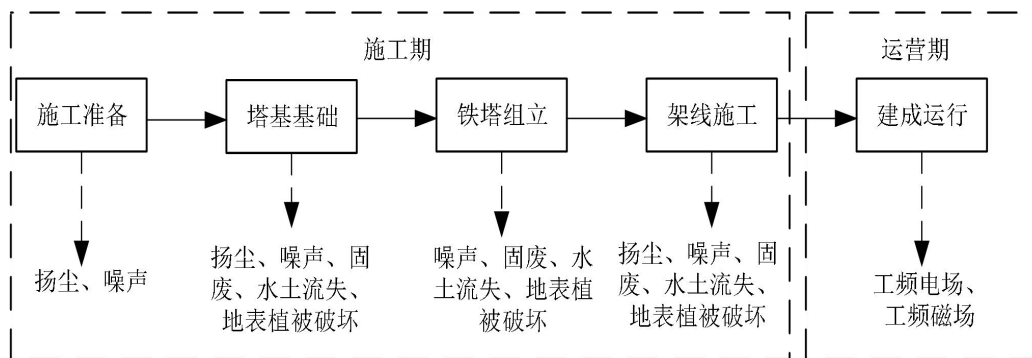 施工期
运营期
施工准备
塔基基础
铁塔组立
架线施工
建成运行
扬尘、噪声
扬尘、噪声、固
废、水土流失、
地表植被破坏
噪声、固废、水
土流失、地表植
被破坏
扬尘、噪声、固
废、水土流失、
地表植被破坏
工频电场、
工频磁场